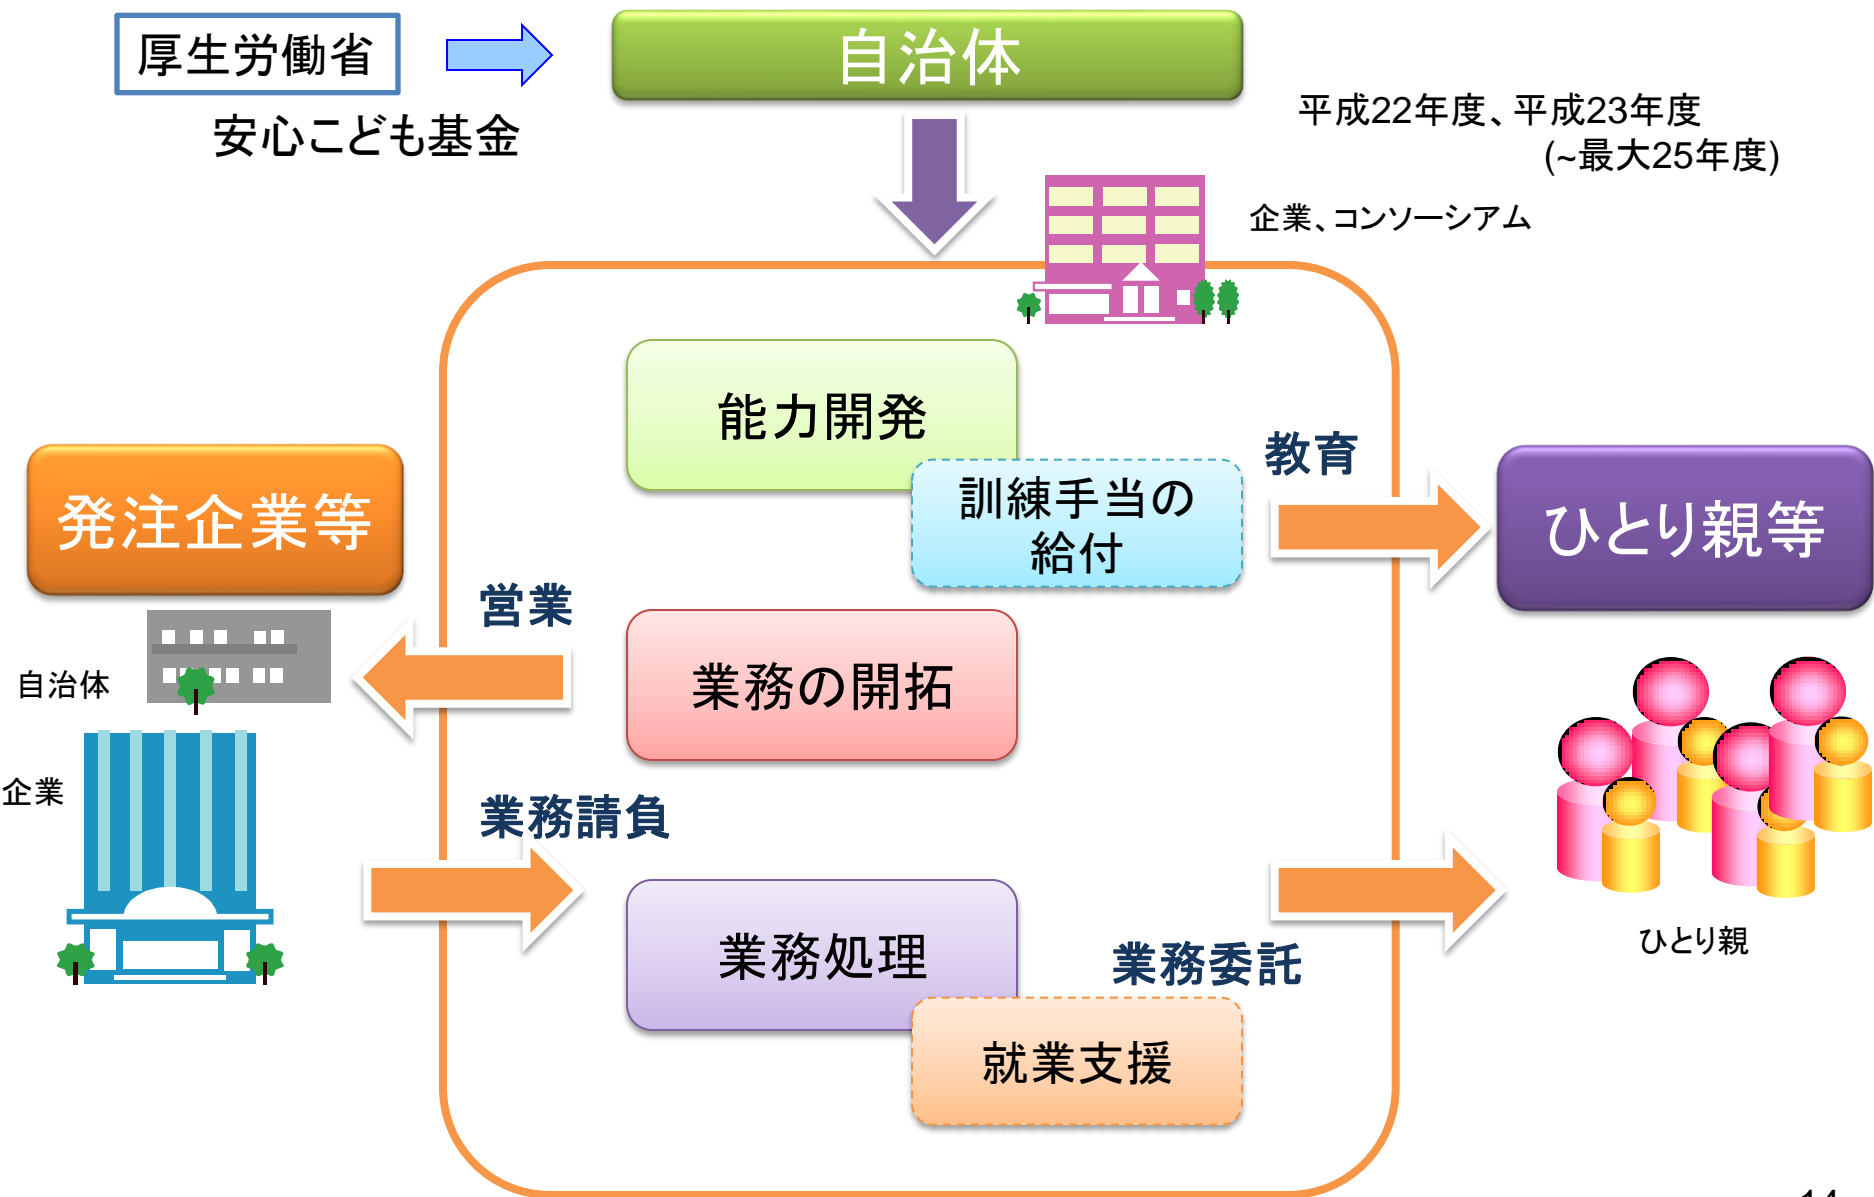 厚生労働省
自治体
安心こども基金
平成22年度、平成23年度
(~最大25年度)
企業、コンソーシアム
能力開発
教育
訓練手当の
給付
発注企業等
ひとり親等
営業
業務の開拓
自治体
企業
業務請負
ひとり親
業務処理
業務委託
就業支援
14